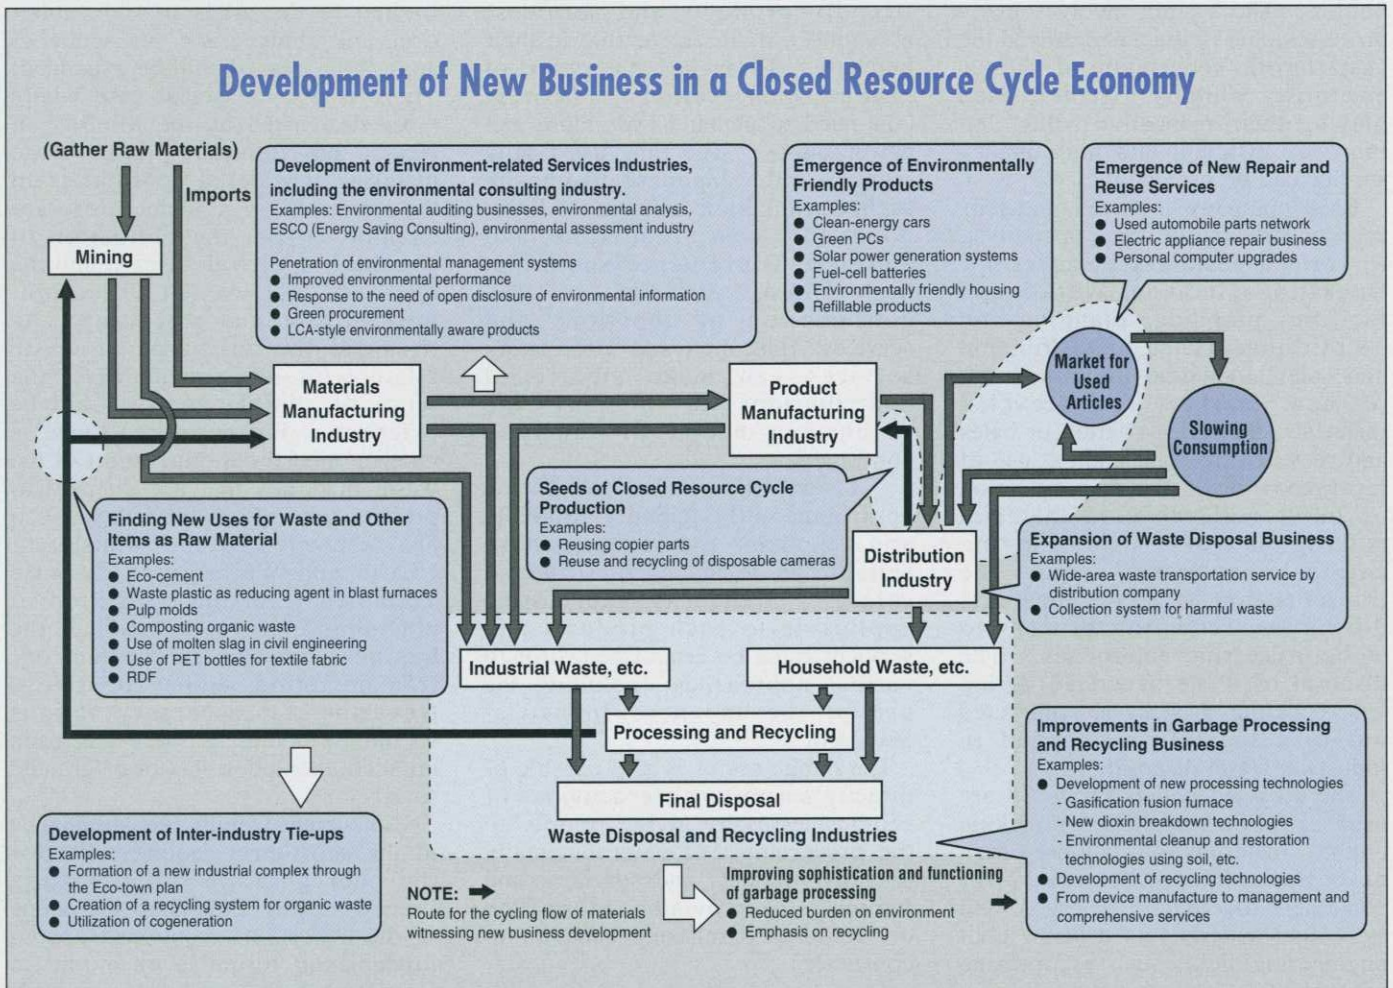 Development of New Business in a Closed Resource Cycle Economy
(Gather Raw Materials)
Imports
Mining
Development of Environment-related Services Industries,
including the environmental consulting industry.
Examples: Environmental auditing businesses, environmental analysis,
ESCO (Energy Saving Consulting), environmental assessment industry
Penetration of environmental management systems
● Improved environmental performance
● Response to the need of open disclosure of environmental information
● Green procurement
● LCA-style environmentally aware products
Emergence of Environmentally
Friendly Products
Examples:
● Clean-energy cars
● Green PCs
● Solar power generation systems
● Fuel-cell batteries
● Environmentally friendly housing
● Refillable products
Emergence of New Repair and
Reuse Services
Examples:
● Used automobile parts network
● Electric appliance repair business
● Personal computer upgrades
Materials
Manufacturing
Industry
Product
Manufacturing
Industry
Market for
Used
Articles
Slowing
Consumption
Finding New Uses for Waste and Other
Items as Raw Material
Examples:
● Eco-cement
● Waste plastic as reducing agent in blast furnaces
● Pulp molds
● Composting organic waste
● Use of molten slag in civil engineering
● Use of PET bottles for textile fabric
● RDF
Seeds of Closed Resource Cycle
Production
Examples:
● Reusing copier parts
● Reuse and recycling of disposable cameras
Distribution
Industry
Expansion of Waste Disposal Business
Examples:
● Wide-area waste transportation service by
distribution company
● Collection system for harmful waste
Industrial Waste, etc.
Household Waste, etc.
Processing and Recycling
Final Disposal
Waste Disposal and Recycling Industries
Improvements in Garbage Processing
and Recycling Business
Examples:
● Development of new processing technologies
- Gasification fusion furnace
- New dioxin breakdown technologies
- Environmental cleanup and restoration
technologies using soil, etc.
● Development of recycling technologies
● From device manufacture to management and
comprehensive services
Development of Inter-industry Tie-ups
Examples:
● Formation of a new industrial complex through
the Eco-town plan
● Creation of a recycling system for organic waste
● Utilization of cogeneration
NOTE:
Route for the cycling flow of materials
witnessing new business development
Improving sophistication and functioning
of garbage processing
● Reduced burden on environment
● Emphasis on recycling